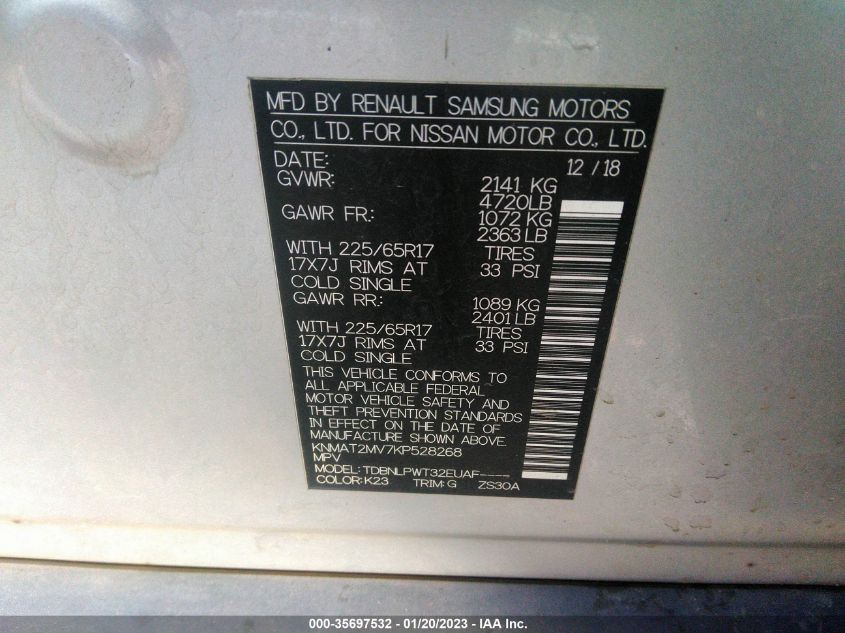 MFD BY RENAULT SAMSUNG MOTORS
CO., LTD. FOR NISSAN MOTOR CO., LTD.
DATE: 12 / 18
GVWR: 2141 KG
4720LB
GAWR FR.: 1072 KG
2363 LB
WITH 225/65R17 TIRES
17X7J RIMS AT 33 PSI
COLD SINGLE
GAWR RR.: 1089 KG
2401 LB
WITH 225/65R17 TIRES
17X7J RIMS AT 33 PSI
COLD SINGLE
THIS VEHICLE CONFORMS TO
ALL APPLICABLE FEDERAL
MOTOR VEHICLE SAFETY AND
THEFT PREVENTION STANDARDS
IN EFFECT ON THE DATE OF
MANUFACTURE SHOWN ABOVE.
KNMAT2MV7KP528268
MPV
MODEL: TDBNLPWT32EUAF----
COLOR: K23 TRIM: G ZS30A
000-35697532 - 01/20/2023 - IAA Inc.